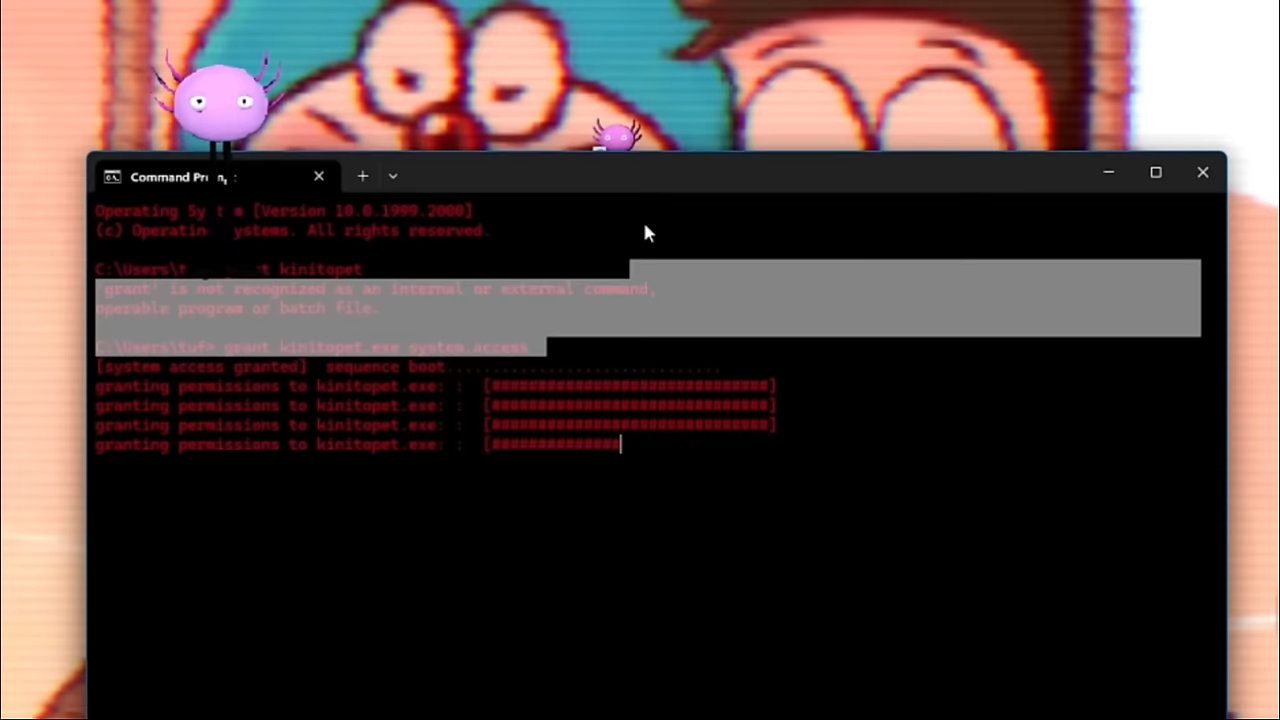 Command
Operating [Version 10.0.1999.2000]
(c) ystems. All rights reserved.
C:\Users\t t kinitopet
'grant' is not recognized as an internal or external command,
operable program or batch file.
C:\Users\tuf> grant kinitopet.exe system.access
[system access granted] sequence boot..............................
granting permissions to kinitopet.exe: : [##############################]
granting permissions to kinitopet.exe: : [##############################]
granting permissions to kinitopet.exe: : [##############################]
granting permissions to kinitopet.exe: : [##############